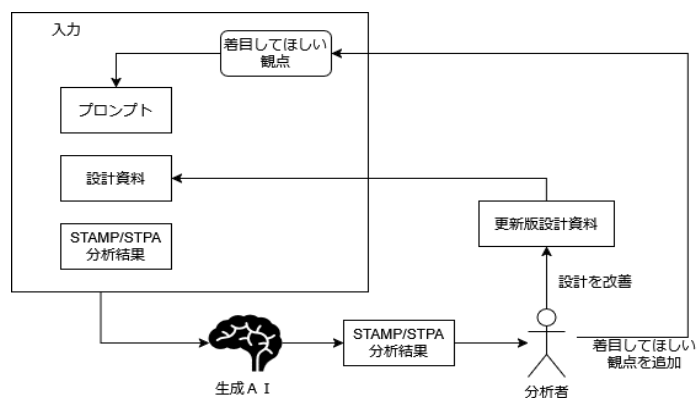 入力
着目してほしい
観点
プロンプト
設計資料
STAMP/STPA
分析結果
更新版設計資料
設計を改善
STAMP/STPA
分析結果
着目してほしい
観点を追加
生成ＡＩ
分析者